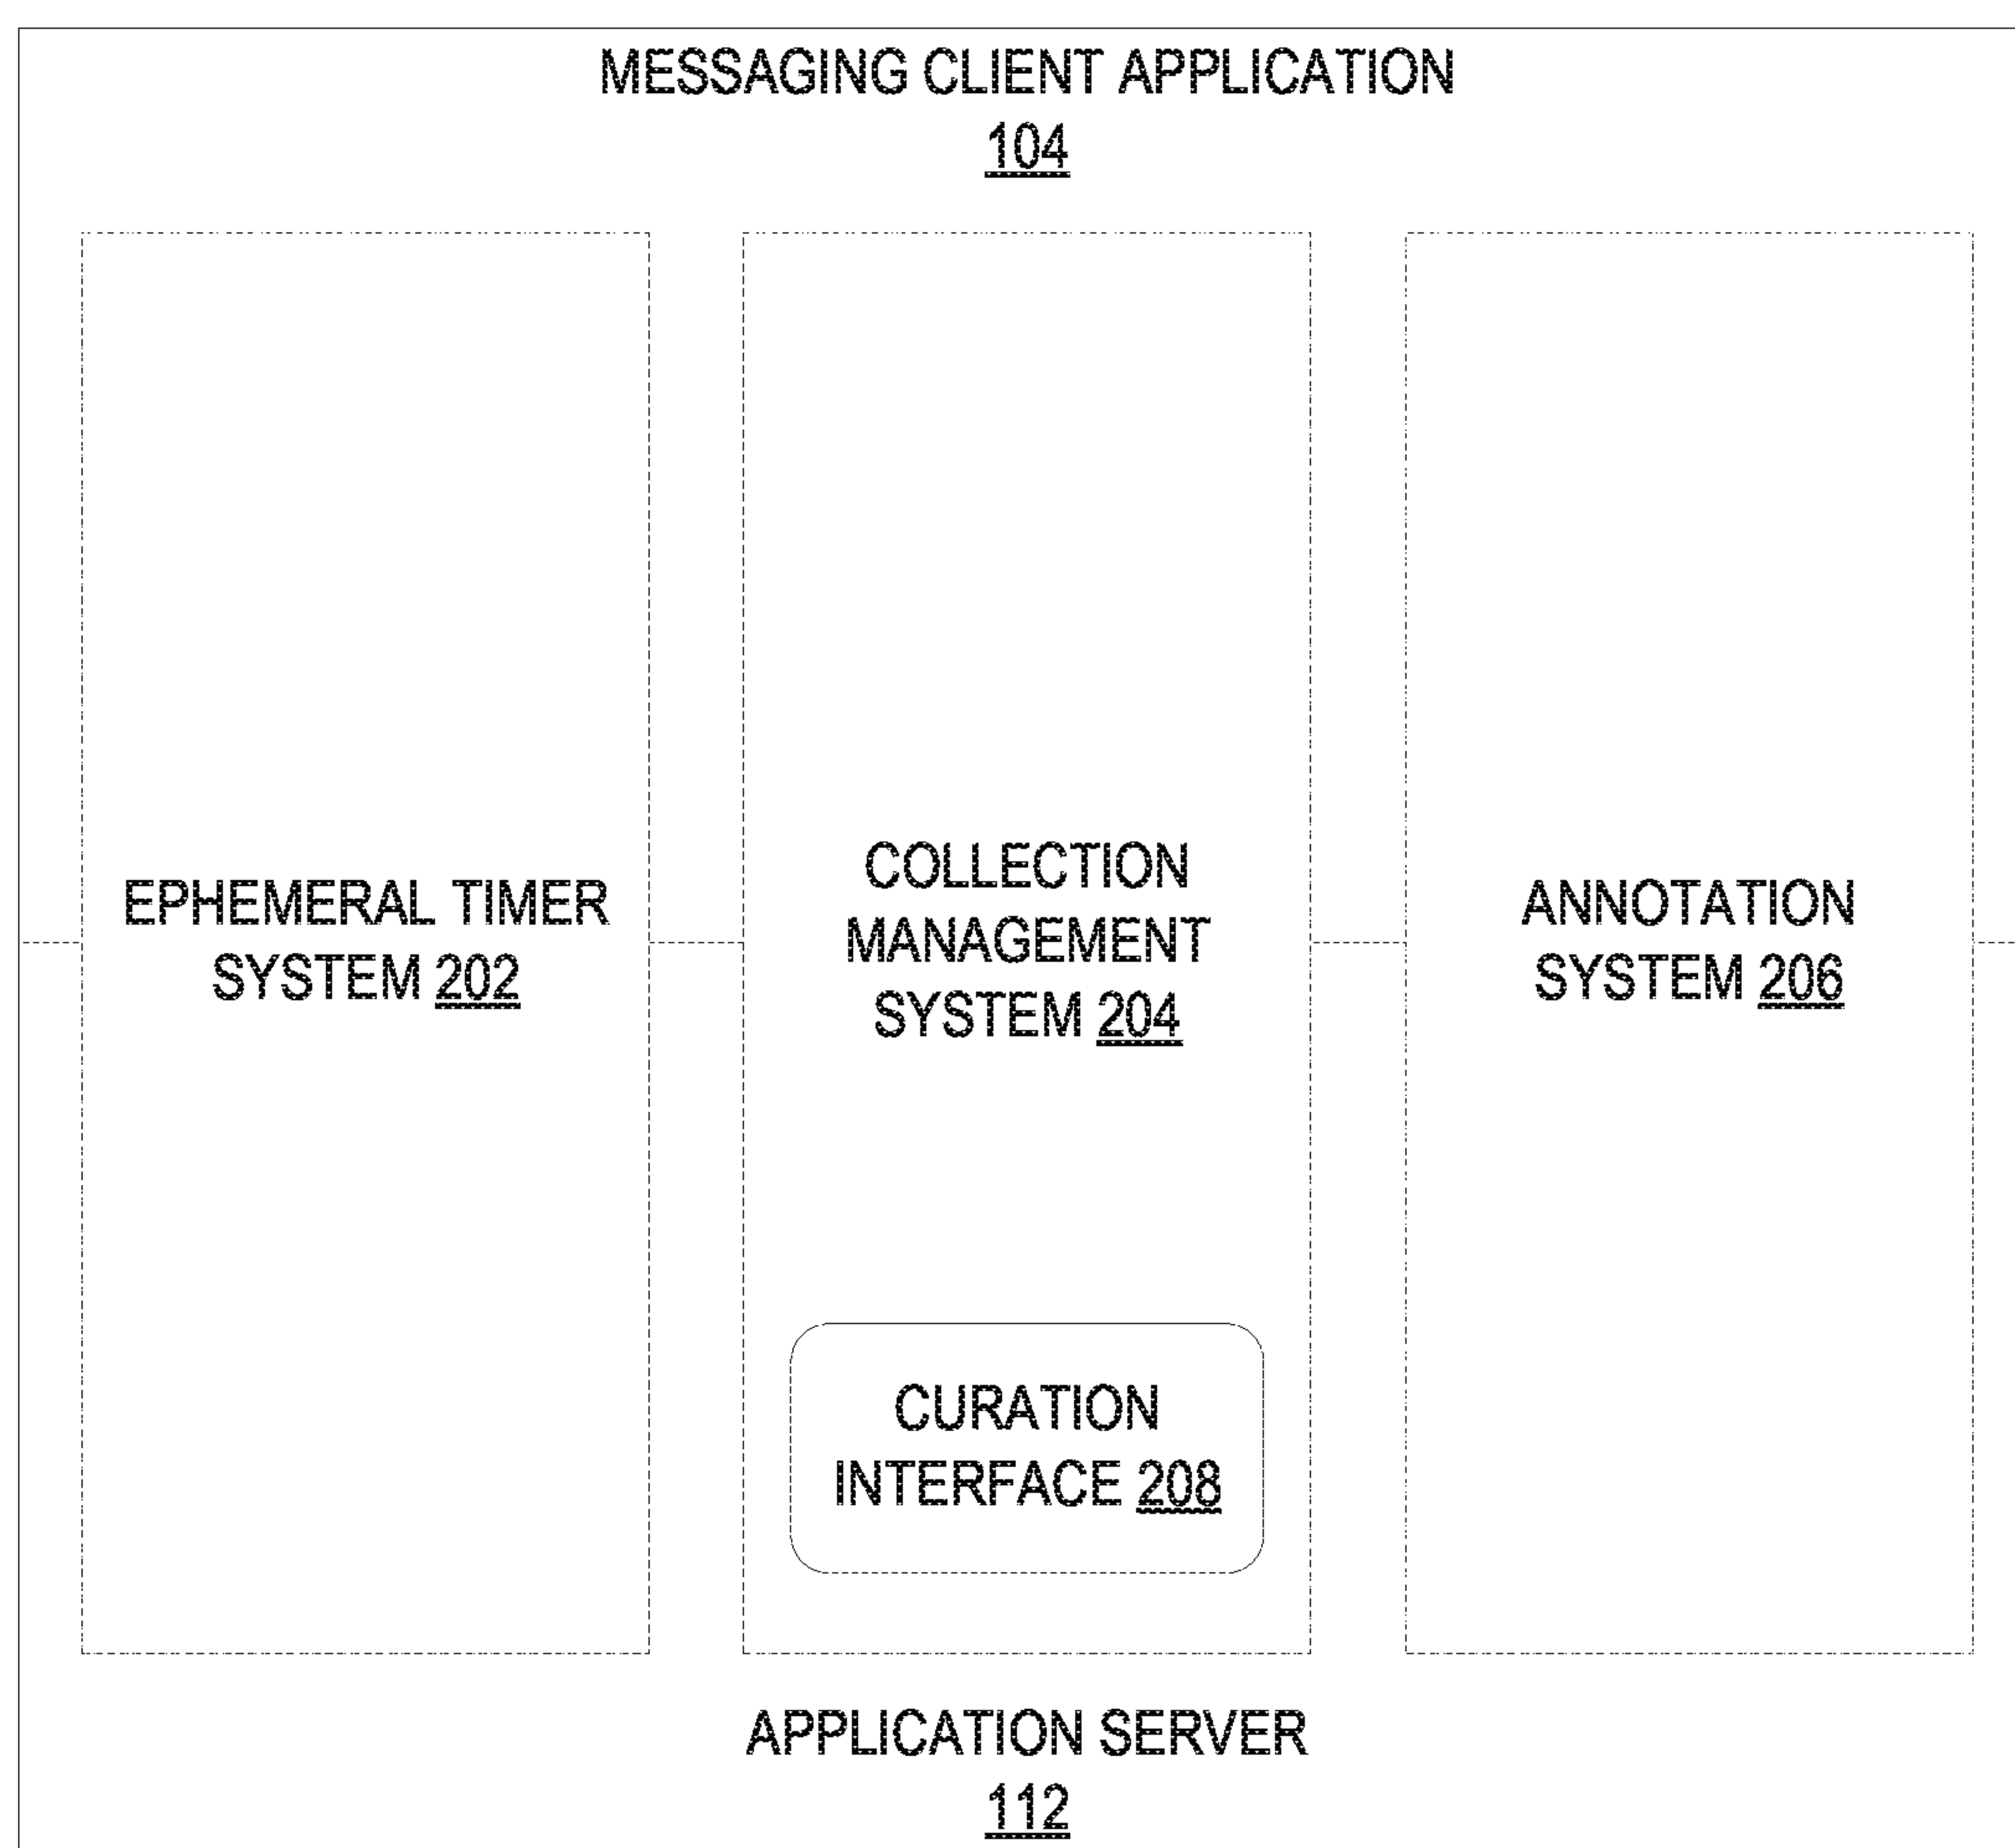 MESSAGING CLIENT APPLICATION
104
EPHEMERAL TIMER
SYSTEM 202
COLLECTION
MANAGEMENT
SYSTEM 204
ANNOTATION
SYSTEM 206
CURATION
INTERFACE 208
APPLICATION SERVER
112